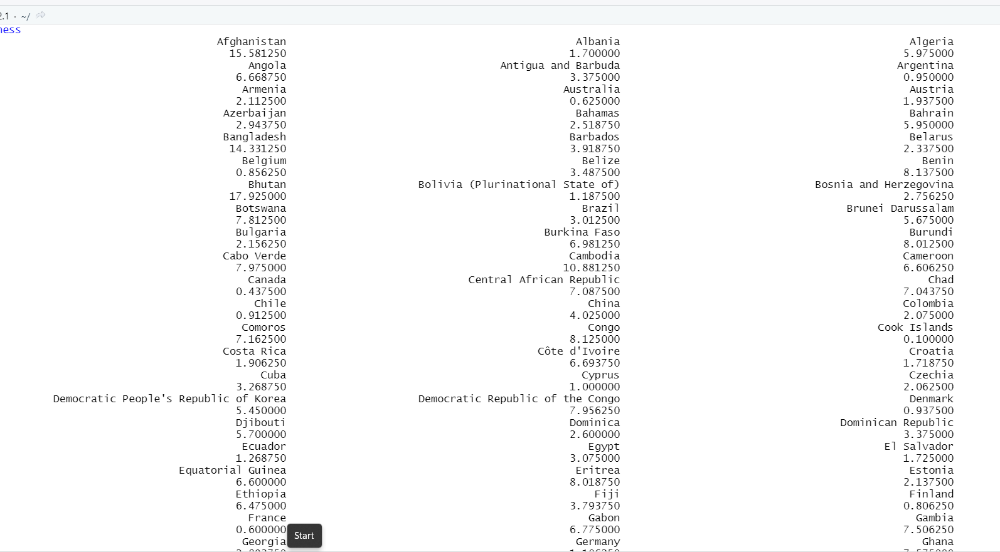 2.1 · ~/
ness
Afghanistan Albania Algeria
15.581250 1.700000 5.975000
Angola Antigua and Barbuda Argentina
6.668750 3.375000 0.950000
Armenia Australia Austria
2.112500 0.625000 1.937500
Azerbaijan Bahamas Bahrain
2.943750 2.518750 5.950000
Bangladesh Barbados Belarus
14.331250 3.918750 2.337500
Belgium Belize Benin
0.856250 3.487500 8.137500
Bhutan Bolivia (Plurinational State of) Bosnia and Herzegovina
17.925000 1.187500 2.756250
Botswana Brazil Brunei Darussalam
7.812500 3.012500 5.675000
Bulgaria Burkina Faso Burundi
2.156250 6.981250 8.012500
Cabo Verde Cambodia Cameroon
7.975000 10.881250 6.606250
Canada Central African Republic Chad
0.437500 7.087500 7.043750
Chile China Colombia
0.912500 4.025000 2.075000
Comoros Congo Cook Islands
7.162500 8.125000 0.100000
Costa Rica Côte d'Ivoire Croatia
1.906250 6.693750 1.718750
Cuba Cyprus Czechia
3.268750 1.000000 2.062500
Democratic People's Republic of Korea Democratic Republic of the Congo Denmark
5.450000 7.956250 0.937500
Djibouti Dominica Dominican Republic
5.700000 2.600000 3.375000
Ecuador Egypt El Salvador
1.268750 3.075000 1.725000
Equatorial Guinea Eritrea Estonia
6.600000 8.018750 2.137500
Ethiopia Fiji Finland
6.475000 3.793750 0.806250
France Gabon Gambia
0.600000 6.775000 7.506250
Start
Georgia Germany Ghana